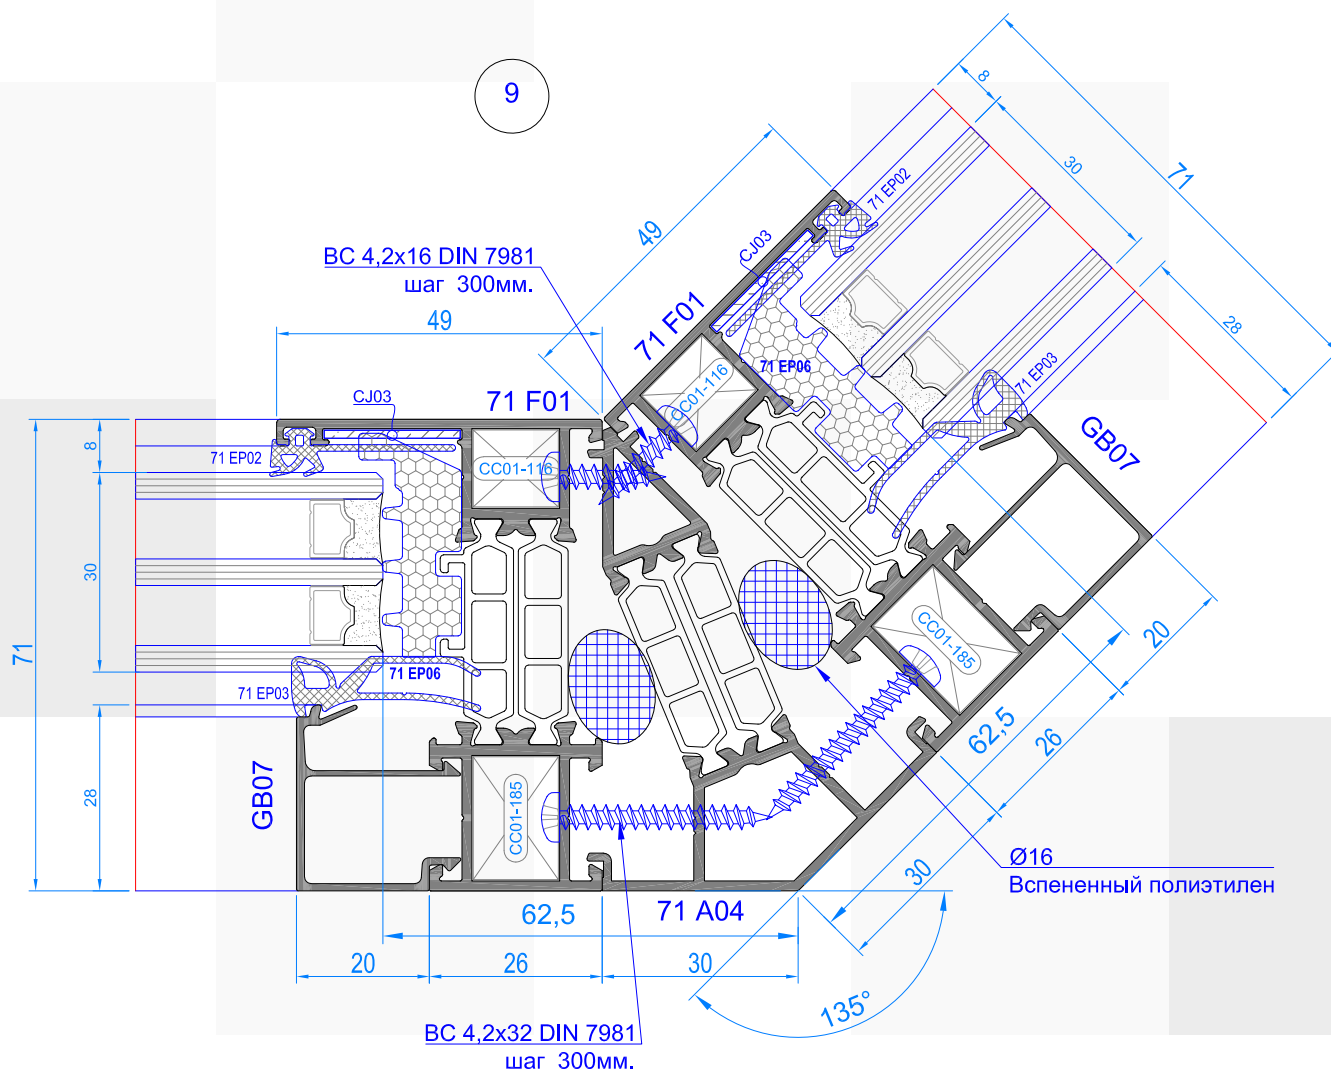 9
8
30
71
28
71 EP02
49
CJ03
BC 4,2x16 DIN 7981
шаг 300мм.
49
71 F01
71 EP06
71 EP03
CC01-116
GB07
71 F01
CJ03
8
71 EP02
CC01-116
30
71
71 EP06
71 EP03
28
GB07
CC01-185
CC01-185
20
62,5
26
30
Ø16
Вспененный полиэтилен
62,5
71 A04
20
26
30
135°
BC 4,2x32 DIN 7981
шаг 300мм.